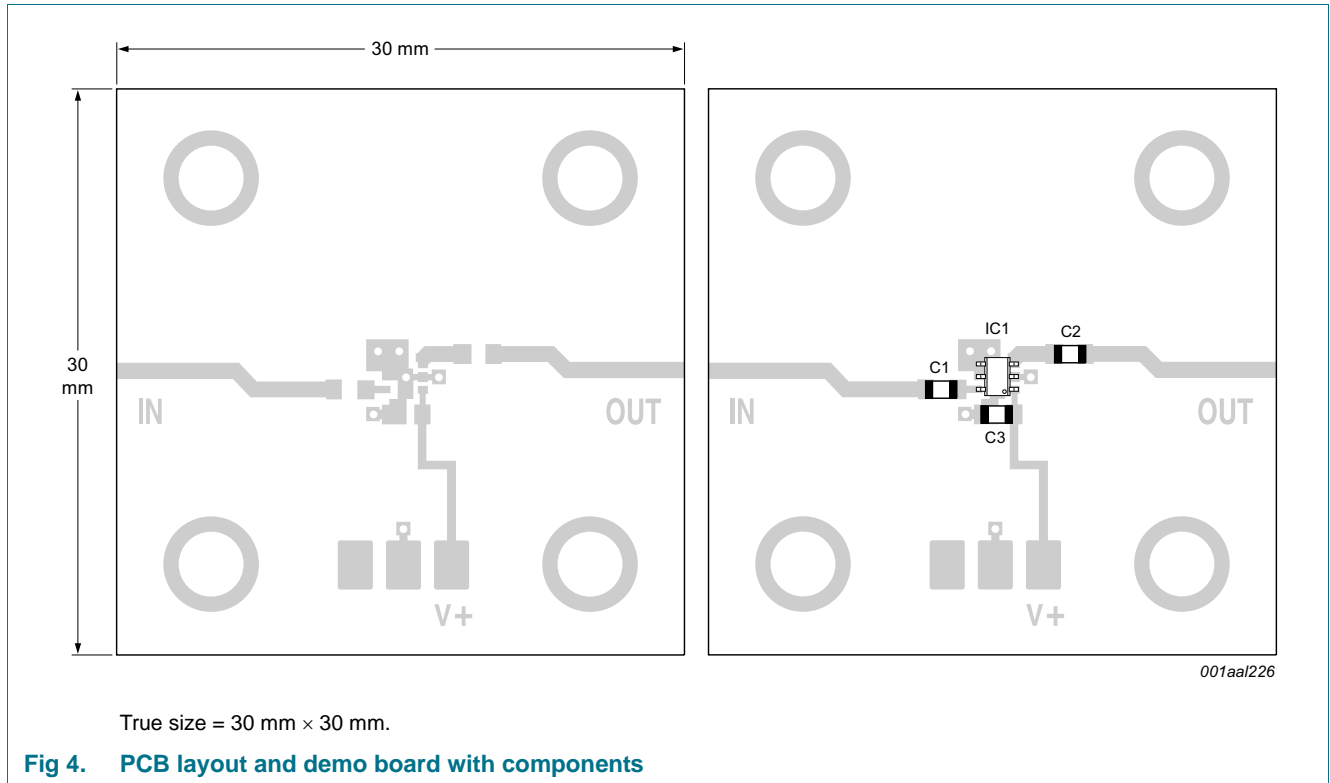 30 mm
30
mm
IN
OUT
V+
IC1
C2
C1
C3
IN
OUT
V+
001aal226
True size = 30 mm × 30 mm.
Fig 4. PCB layout and demo board with components